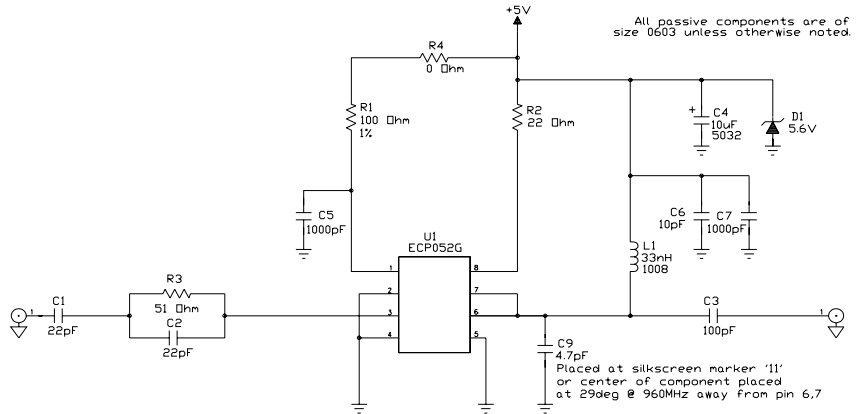 +5V
All passive components are of
size 0603 unless otherwise noted.
R4
0 Ohm
R1
100 Ohm
1%
R2
22 Ohm
+
C4
10uF
5032
D1
5.6V
C5
1000pF
C6
10pF
C7
1000pF
U1
ECP052G
L1
33nH
1008
1
8
2
7
3
6
4
5
R3
51 Ohm
C1
22pF
1
C2
22pF
C3
100pF
1
C9
4.7pF
Placed at silkscreen marker '11'
or center of component placed
at 29deg @ 960MHz away from pin 6,7